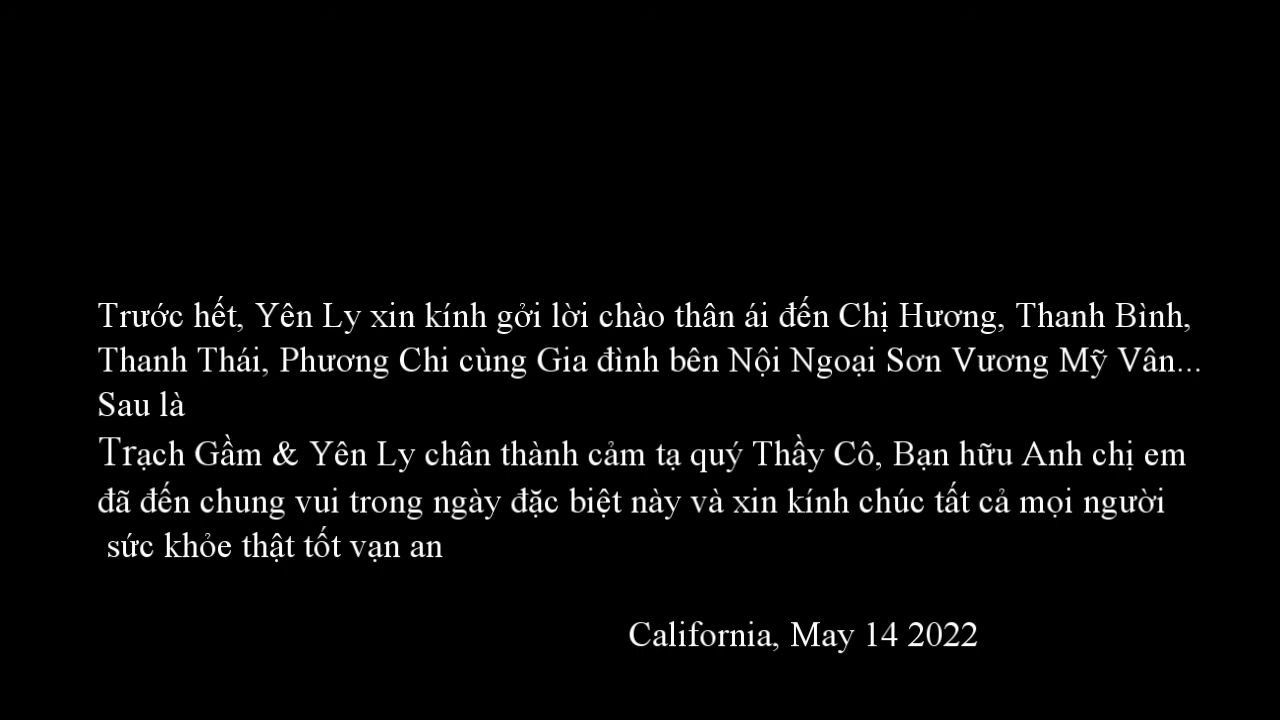 Trước hết, Yên Ly xin kính gởi lời chào thân ái đến Chị Hương, Thanh Bình,
Thanh Thái, Phương Chi cùng Gia đình bên Nội Ngoại Sơn Vương Mỹ Vân...
Sau là
Trạch Gầm & Yên Ly chân thành cảm tạ quý Thầy Cô, Bạn hữu Anh chị em
đã đến chung vui trong ngày đặc biệt này và xin kính chúc tất cả mọi người
sức khỏe thật tốt vạn an
California, May 14 2022